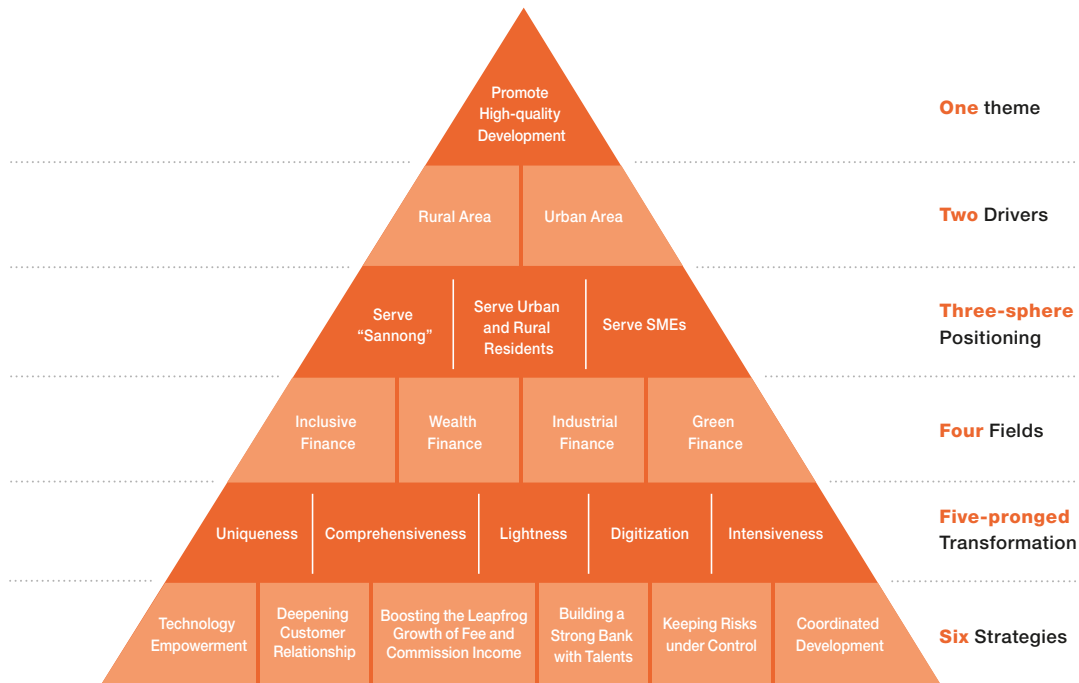 Promote
High-quality
Development
One theme
Rural Area
Urban Area
Two Drivers
Serve
“Sannong”
Serve Urban
and Rural
Residents
Serve SMEs
Three-sphere
Positioning
Inclusive
Finance
Wealth
Finance
Industrial
Finance
Green
Finance
Four Fields
Uniqueness
Comprehensiveness
Lightness
Digitization
Intensiveness
Five-pronged
Transformation
Technology
Empowerment
Deepening
Customer
Relationship
Boosting the Leapfrog
Growth of Fee and
Commission Income
Building a
Strong Bank
with Talents
Keeping Risks
under Control
Coordinated
Development
Six Strategies